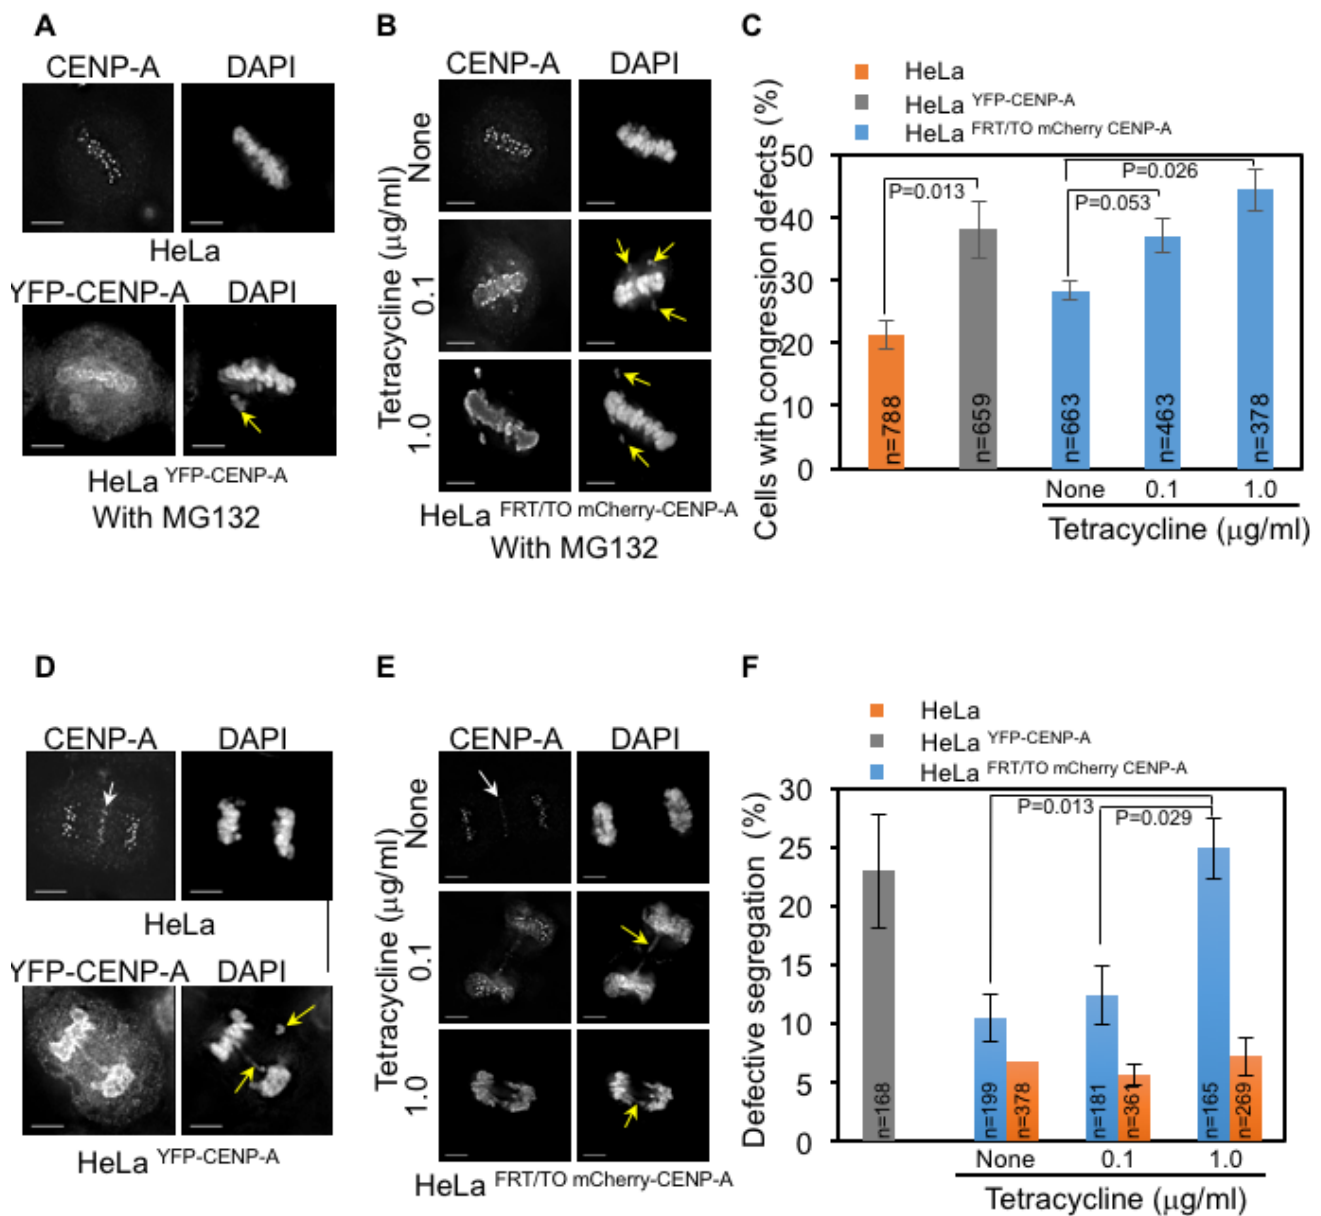 A
CENP-A DAPI
HeLa
YFP-CENP-A DAPI
HeLa YFP-CENP-A
With MG132
B
CENP-A DAPI
Tetracycline (μg/ml)
None
0.1
1.0
HeLa FRT/TO mCherry-CENP-A
With MG132
C
HeLa
HeLa YFP-CENP-A
HeLa FRT/TO mCherry CENP-A
Cells with congression defects (%)
50
40
30
20
10
0
P=0.013
P=0.026
P=0.053
n=788
n=659
n=663
n=463
n=378
None 0.1 1.0
Tetracycline (μg/ml)
D
CENP-A DAPI
HeLa
YFP-CENP-A DAPI
HeLa YFP-CENP-A
E
CENP-A DAPI
Tetracycline (μg/ml)
None
0.1
1.0
HeLa FRT/TO mCherry-CENP-A
F
HeLa
HeLa YFP-CENP-A
HeLa FRT/TO mCherry CENP-A
Defective segregation (%)
30
25
20
15
10
5
0
P=0.013
P=0.029
n=168
n=199
n=378
n=181
n=361
n=165
n=269
None 0.1 1.0
Tetracycline (μg/ml)